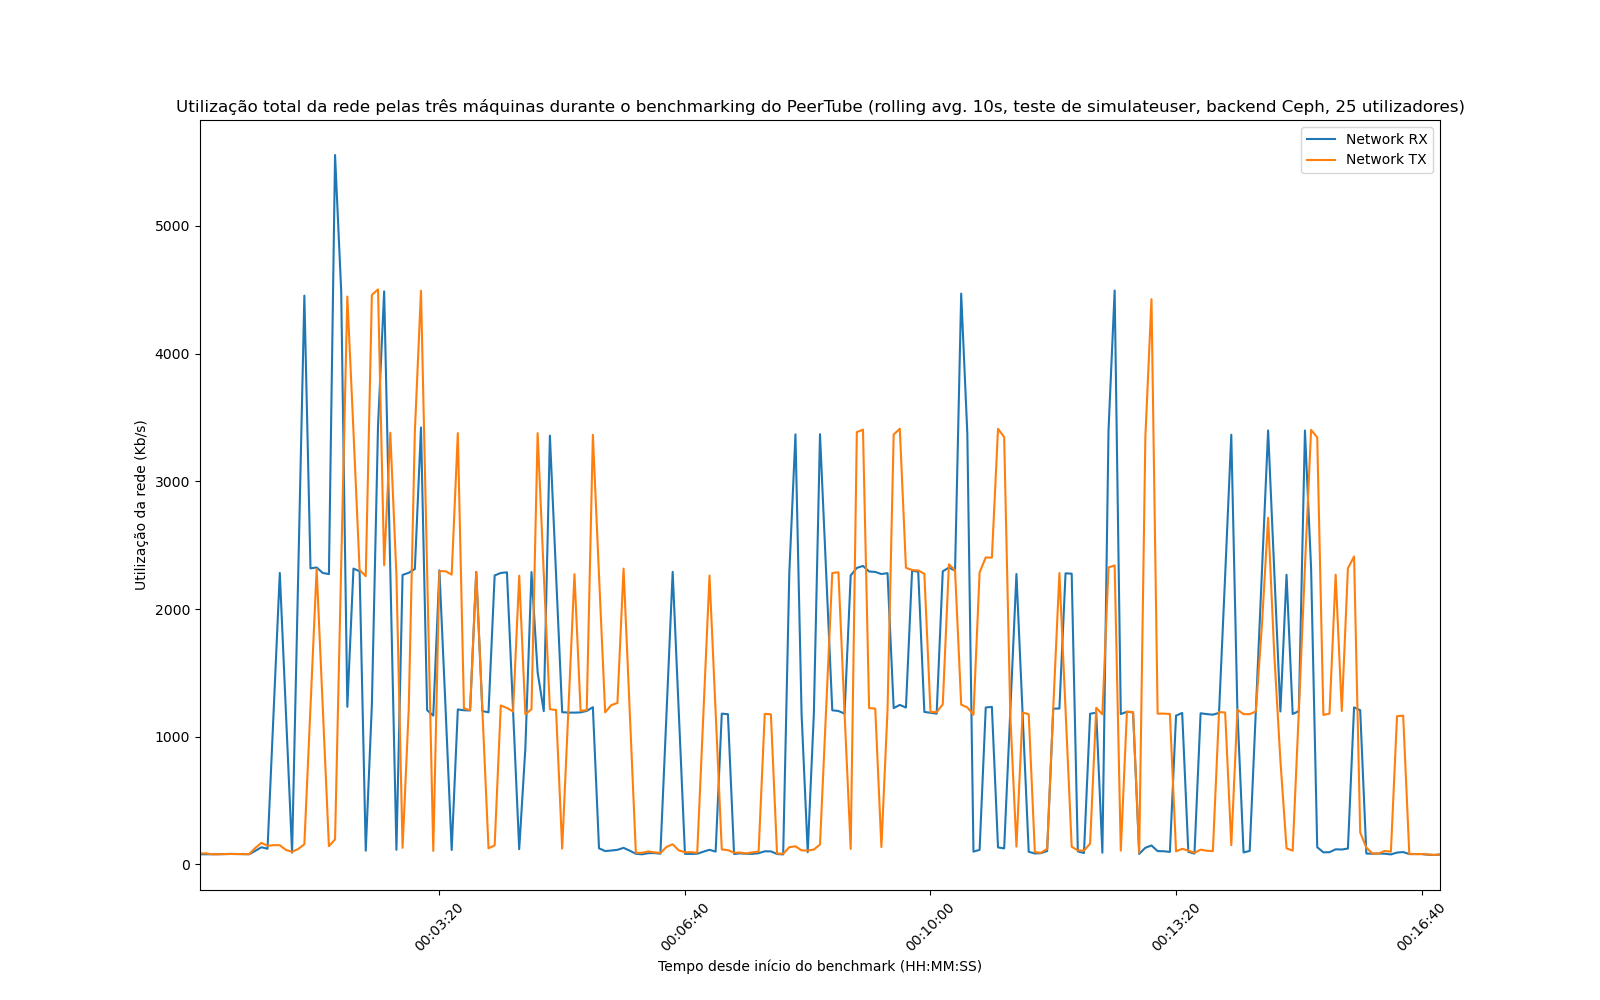 Utilização total da rede pelas três máquinas durante o benchmarking do PeerTube (rolling avg. 10s, teste de simulateuser, backend Ceph, 25 utilizadores)
Network RX
Network TX
5000
4000
3000
2000
1000
0
Utilização da rede (Kb/s)
00:03:20
00:06:40
00:10:00
00:13:20
00:16:40
Tempo desde início do benchmark (HH:MM:SS)